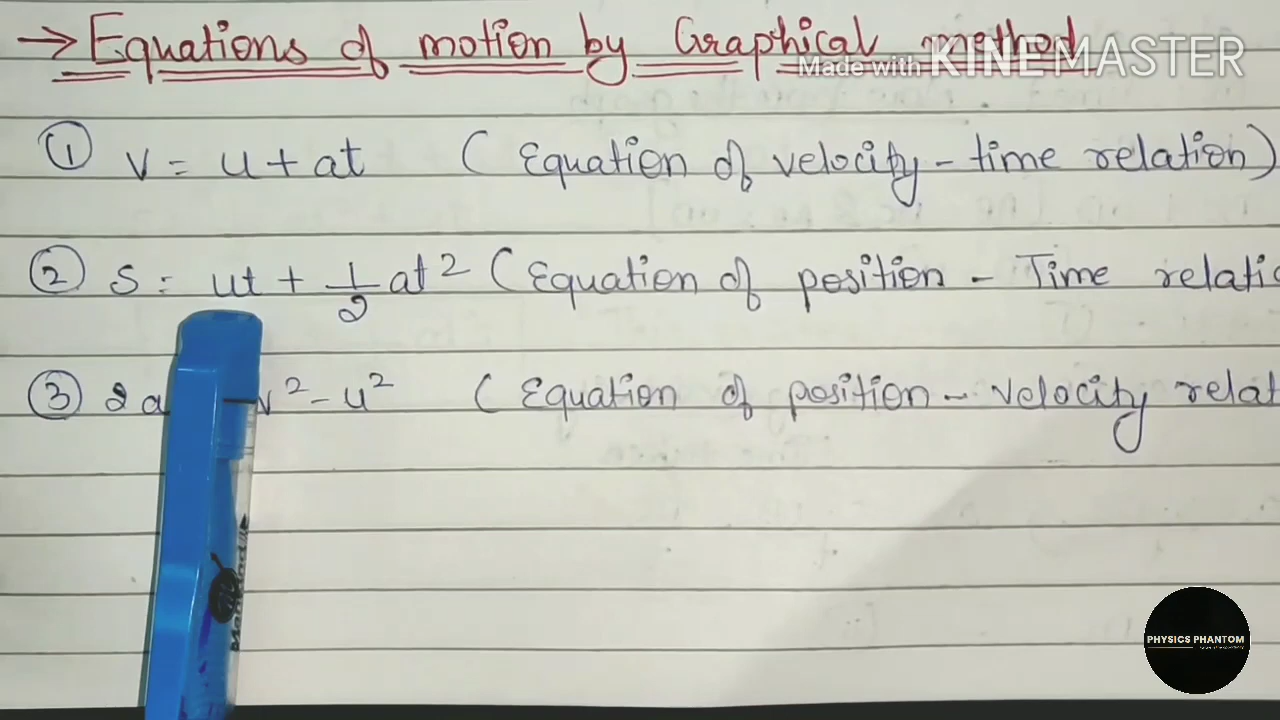 → Equations of motion by Graphical method
Made with KINEMASTER
① v = u + at ( Equation of velocity - time relation)
② S = ut + 1/2 at² ( Equation of position - Time relatio
③ 2a v² - u² ( Equation of position - velocity relat
PHYSICS PHANTOM